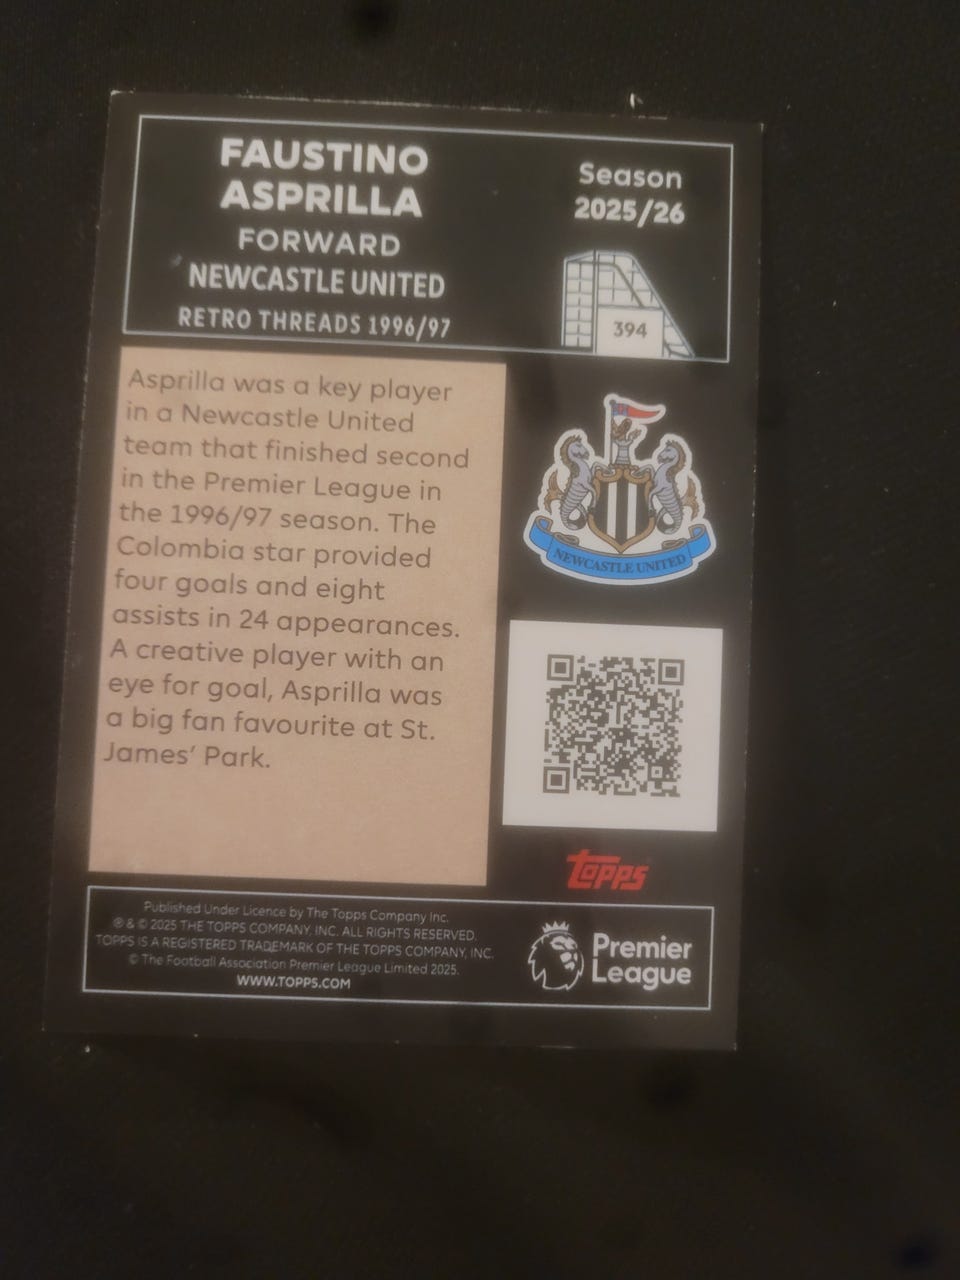 FAUSTINO
ASPRILLA
FORWARD
NEWCASTLE UNITED
RETRO THREADS 1996/97
Season
2025/26
394
Asprilla was a key player
in a Newcastle United
team that finished second
in the Premier League in
the 1996/97 season. The
Colombia star provided
four goals and eight
assists in 24 appearances.
A creative player with an
eye for goal, Asprilla was
a big fan favourite at St.
James' Park.
NEWCASTLE UNITED
TOPPS
Published Under Licence by The Topps Company Inc.
® & © 2025 THE TOPPS COMPANY, INC. ALL RIGHTS RESERVED.
TOPPS IS A REGISTERED TRADEMARK OF THE TOPPS COMPANY, INC.
© The Football Association Premier League Limited 2025.
WWW.TOPPS.COM
Premier
League